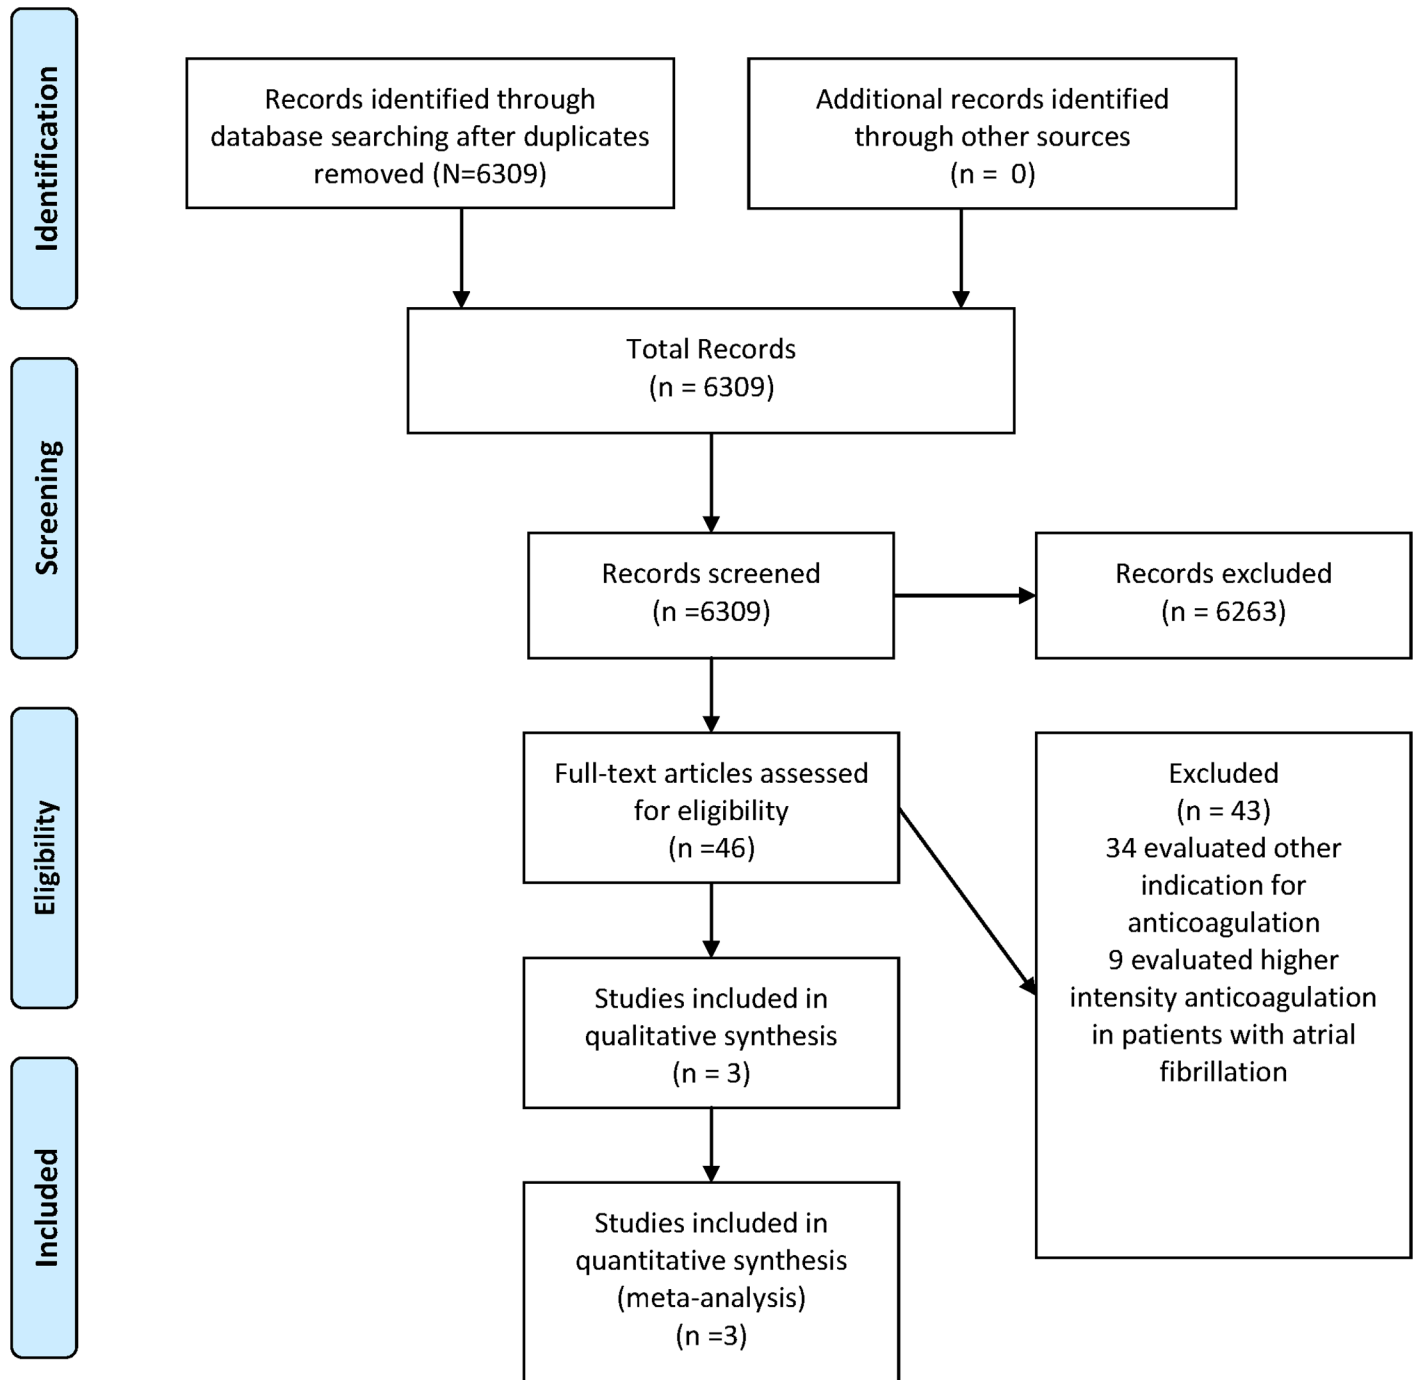 Identification
Records identified through
database searching after duplicates
removed (N=6309)
Additional records identified
through other sources
(n =  0)
Total Records
(n = 6309)
Screening
Records screened
(n =6309)
Records excluded
(n = 6263)
Eligibility
Full-text articles assessed
for eligibility
(n =46)
Excluded
(n = 43)
34 evaluated other
indication for
anticoagulation
9 evaluated higher
intensity anticoagulation
in patients with atrial
fibrillation
Studies included in
qualitative synthesis
(n = 3)
Included
Studies included in
quantitative synthesis
(meta-analysis)
(n =3)